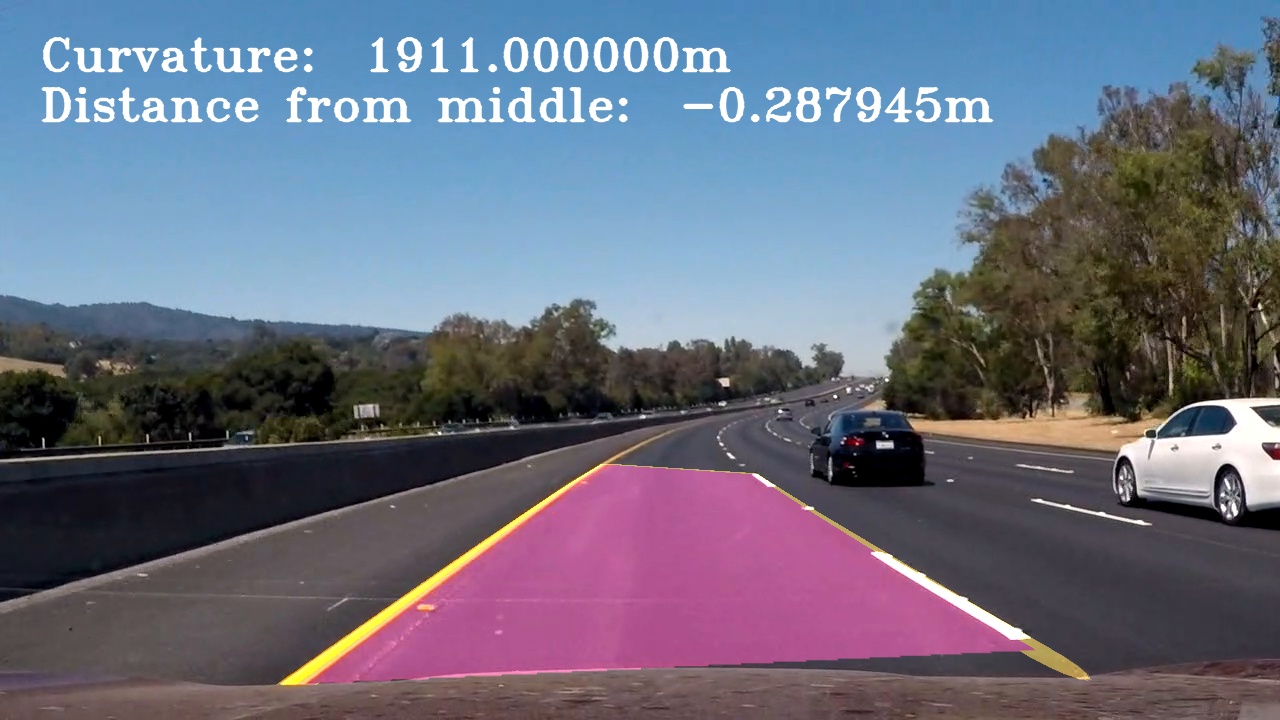 Curvature: 1911.000000m
Distance from middle: −0.287945m